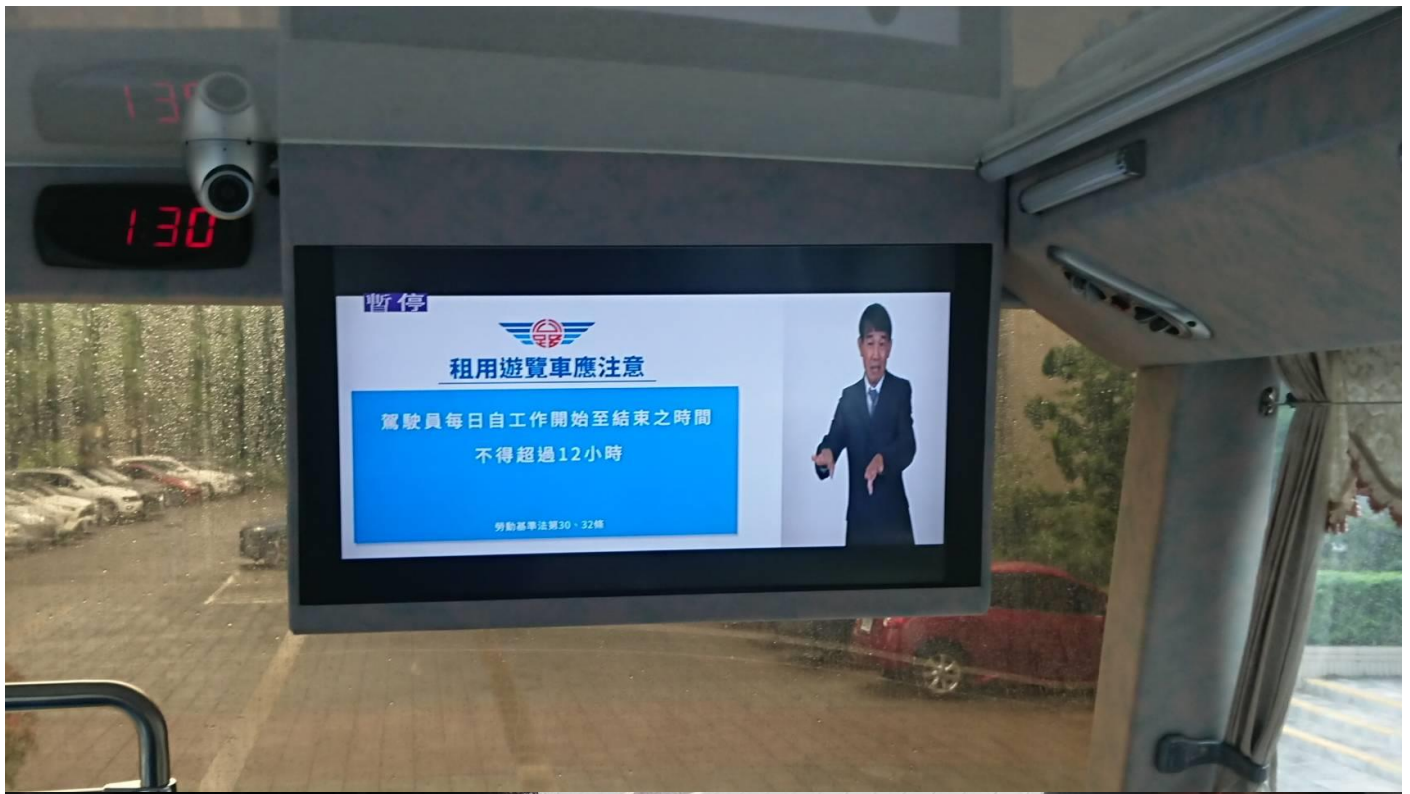 130
暫停
租用遊覽車應注意
駕駛員每日自工作開始至結束之時間
不得超過12小時
勞動基準法第30、32條